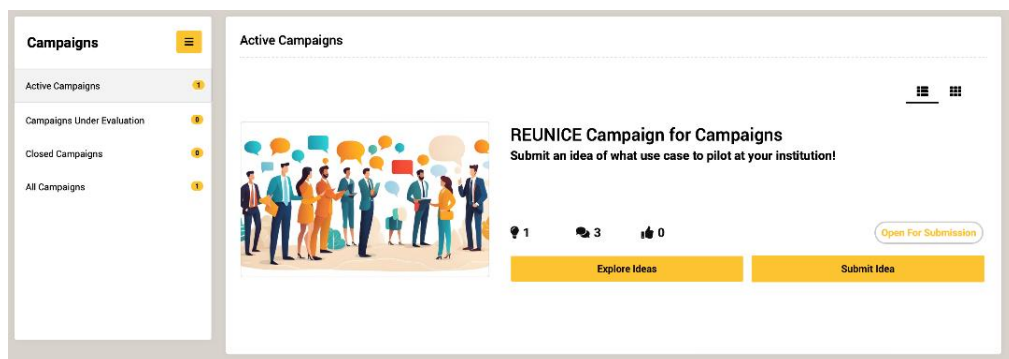 Campaigns
Active Campaigns 1
Campaigns Under Evaluation 0
Closed Campaigns 0
All Campaigns 1
Active Campaigns
REUNICE Campaign for Campaigns
Submit an idea of what use case to pilot at your institution!
1 3 0
Open For Submission
Explore Ideas Submit Idea